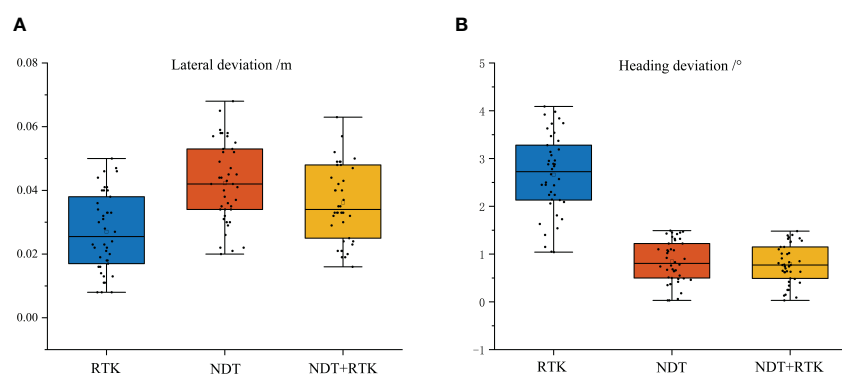 A
Lateral deviation /m
0.08
0.06
0.04
0.02
0.00
RTK
NDT
NDT+RTK
B
Heading deviation /°
5
4
3
2
1
0
−1
RTK
NDT
NDT+RTK